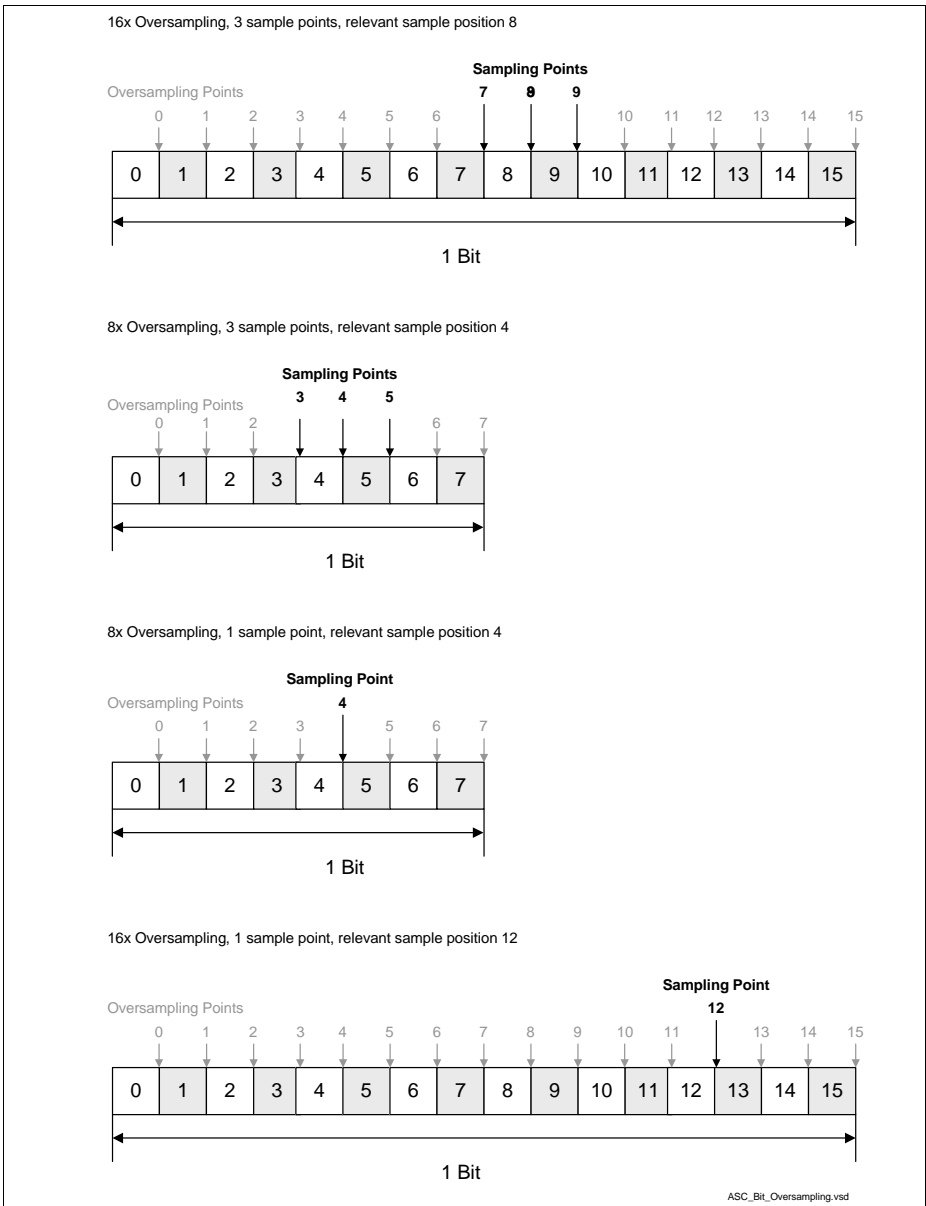 16x Oversampling, 3 sample points, relevant sample position 8
Sampling Points
Oversampling Points 7 8 9
0 1 2 3 4 5 6 10 11 12 13 14 15
0 1 2 3 4 5 6 7 8 9 10 11 12 13 14 15
1 Bit
8x Oversampling, 3 sample points, relevant sample position 4
Sampling Points
3 4 5
Oversampling Points
0 1 2 6 7
0 1 2 3 4 5 6 7
1 Bit
8x Oversampling, 1 sample point, relevant sample position 4
Sampling Point
Oversampling Points 4
0 1 2 3 5 6 7
0 1 2 3 4 5 6 7
1 Bit
16x Oversampling, 1 sample point, relevant sample position 12
Sampling Point
Oversampling Points 12
0 1 2 3 4 5 6 7 8 9 10 11 13 14 15
0 1 2 3 4 5 6 7 8 9 10 11 12 13 14 15
1 Bit
ASC_Bit_Oversampling.vsd